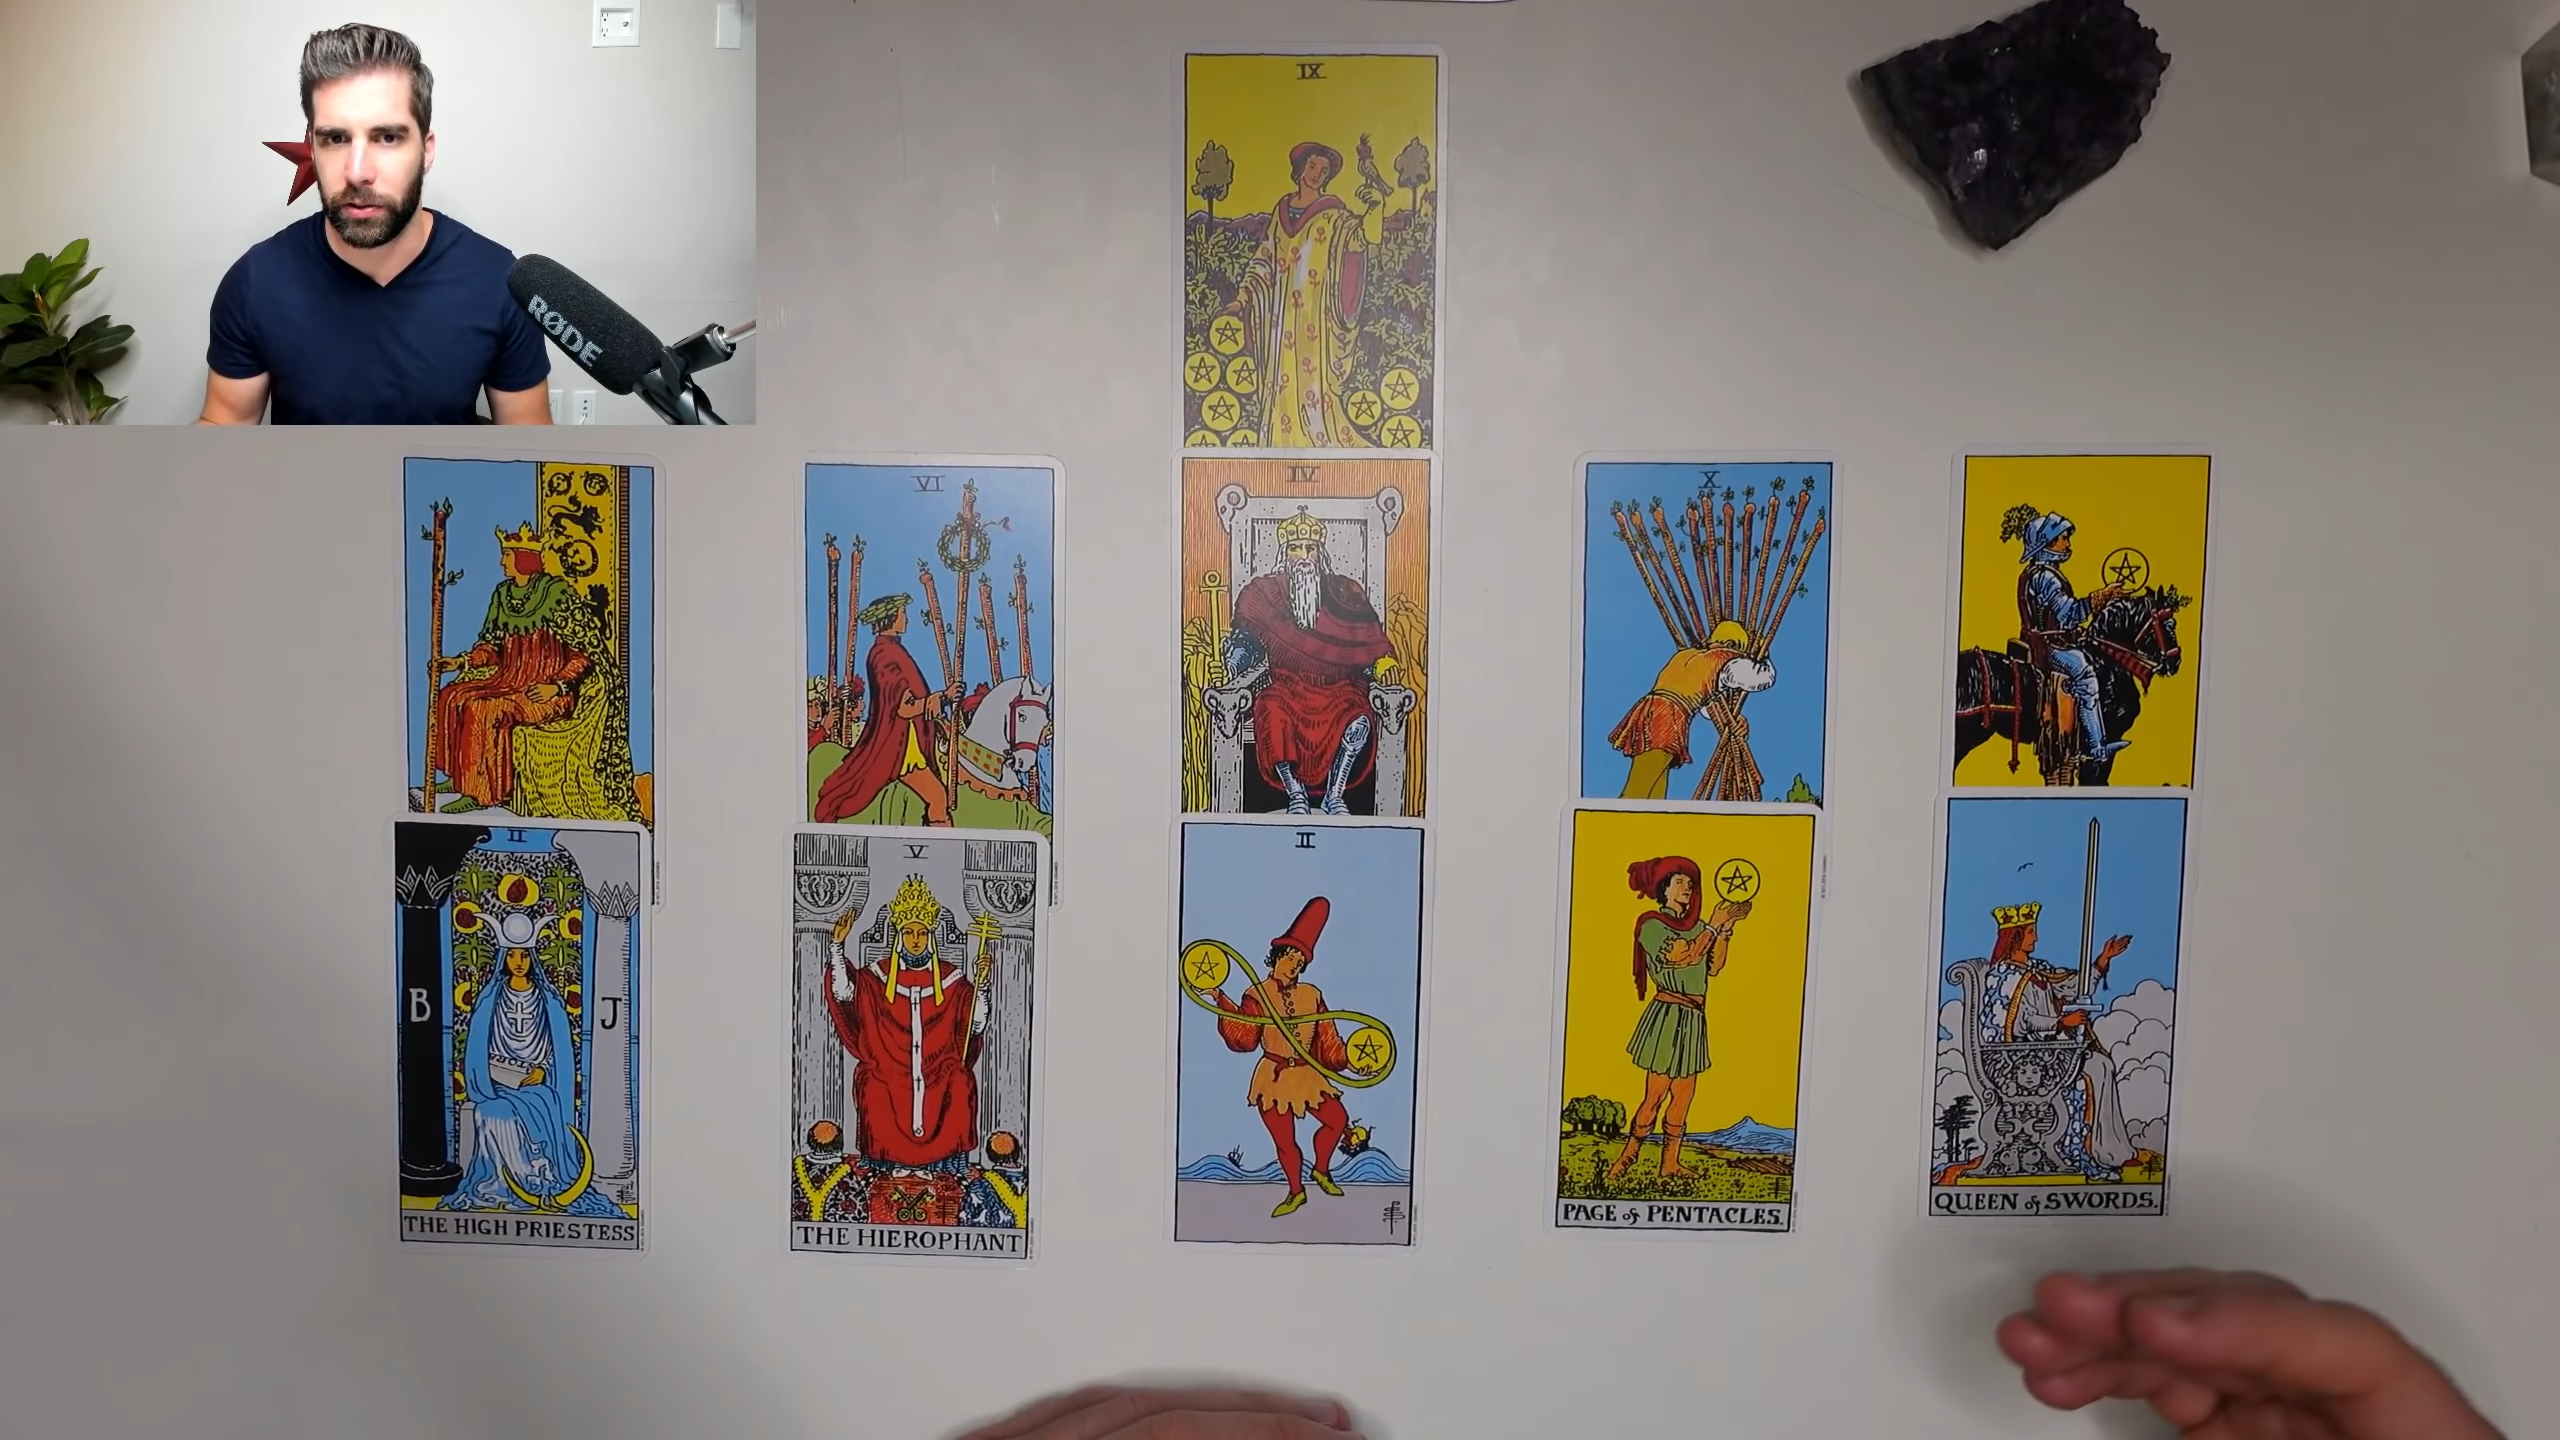 RØDE
IX
VI
IV
X
II
B
J
THE HIGH PRIESTESS
V
THE HIEROPHANT
II
PAGE of PENTACLES.
QUEEN of SWORDS.